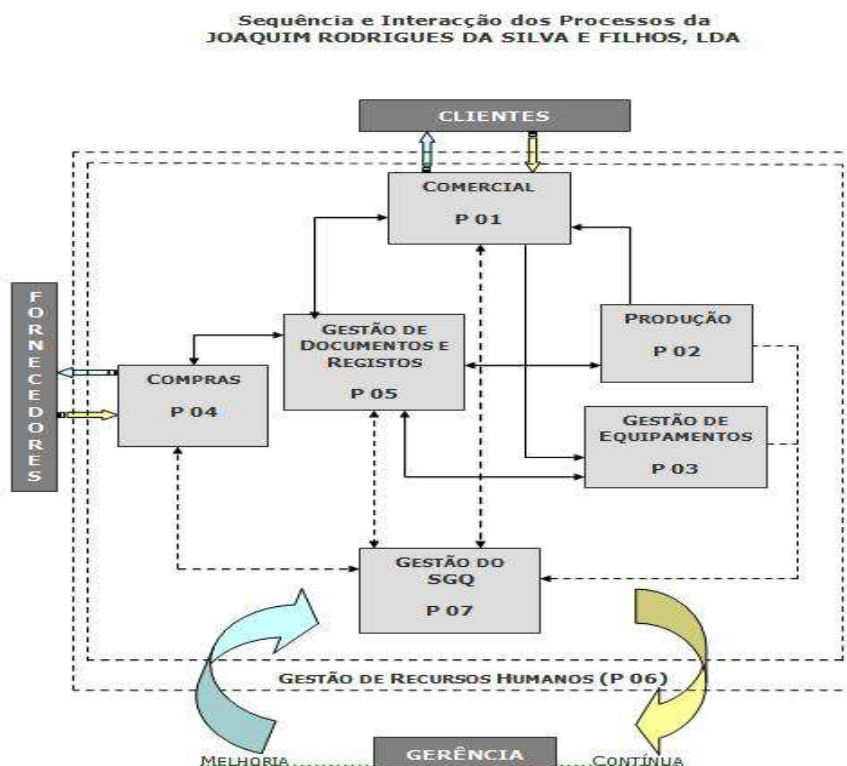 Sequência e Interacção dos Processos da
JOAQUIM RODRIGUES DA SILVA E FILHOS, LDA
CLIENTES
COMERCIAL
P 01
FORNECEDORES
GESTÃO DE
DOCUMENTOS E
REGISTOS
P 05
PRODUÇÃO
P 02
COMPRAS
P 04
GESTÃO DE
EQUIPAMENTOS
P 03
GESTÃO DO
SGQ
P 07
GESTÃO DE RECURSOS HUMANOS (P 06)
MELHORIA
GERÊNCIA
CONTÍNUA